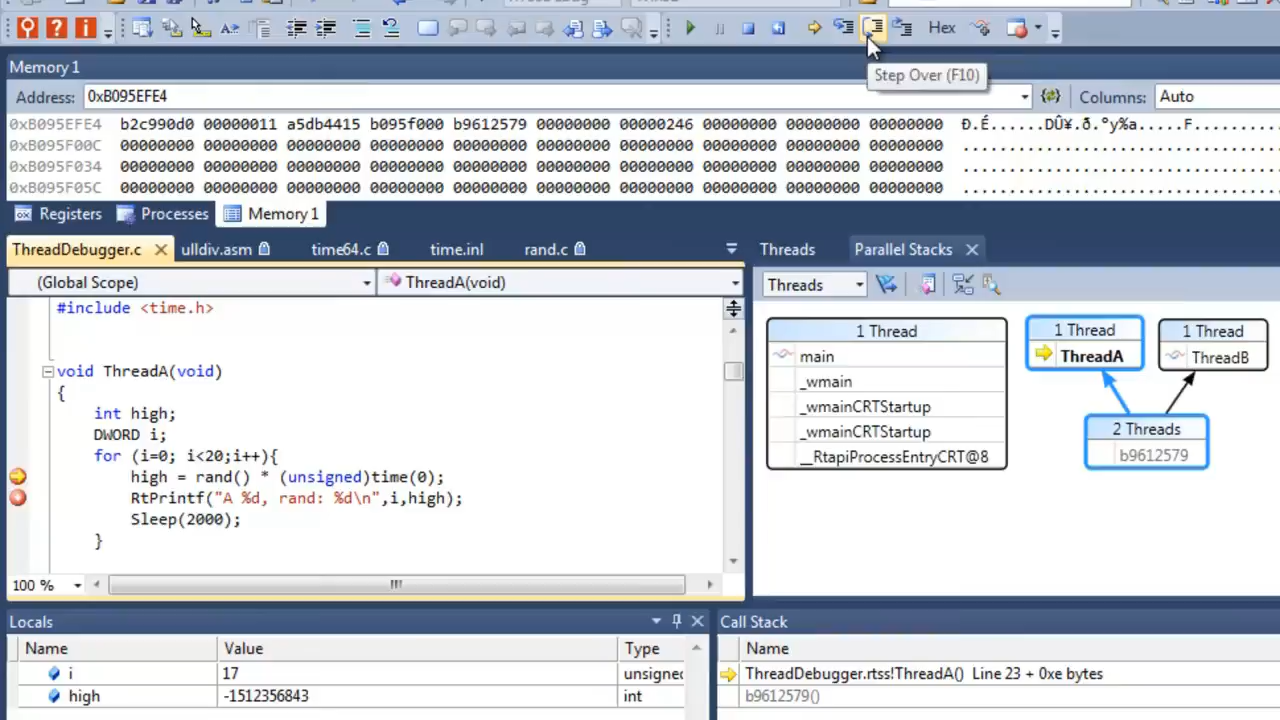 Hex
Step Over (F10)
Memory 1
Address: 0xB095EFE4 Columns: Auto
0xB095EFE4 b2c990d0 00000011 a5db4415 b095f000 b9612579 00000000 00000246 00000000 00000000 00000000 Ð.É......DÛ¥.ð.°y%a.....F..........
0xB095F00C 00000000 00000000 00000000 00000000 00000000 00000000 00000000 00000000 00000000 00000000
0xB095F034 00000000 00000000 00000000 00000000 00000000 00000000 00000000 00000000 00000000 00000000
0xB095F05C 00000000 00000000 00000000 00000000 00000000 00000000 00000000 00000000 00000000 00000000
Registers Processes Memory 1
ThreadDebugger.c ulldiv.asm time64.c time.inl rand.c
(Global Scope) ThreadA(void)
#include <time.h>
void ThreadA(void)
{
int high;
DWORD i;
for (i=0; i<20;i++){
high = rand() * (unsigned)time(0);
RtPrintf("A %d, rand: %d\n",i,high);
Sleep(2000);
}
100 %
Threads Parallel Stacks
Threads
1 Thread
main
_wmain
_wmainCRTStartup
_wmainCRTStartup
__RtapiProcessEntryCRT@8
1 Thread
ThreadA
1 Thread
ThreadB
2 Threads
b9612579
Locals
Name Value Type
i 17 unsigned
high -1512356843 int
Call Stack
Name
ThreadDebugger.rtss!ThreadA() Line 23 + 0xe bytes
b9612579()